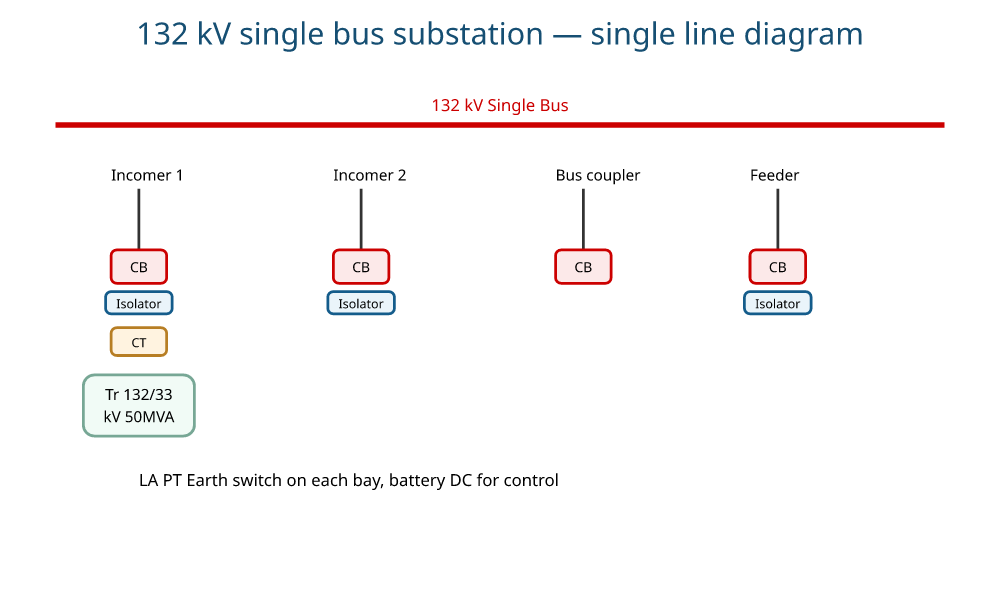 132 kV single bus substation — single line diagram
132 kV Single Bus
Incomer 1
Incomer 2
Bus coupler
Feeder
CB
CB
CB
CB
Isolator
Isolator
Isolator
CT
Tr 132/33
kV 50MVA
LA PT Earth switch on each bay, battery DC for control